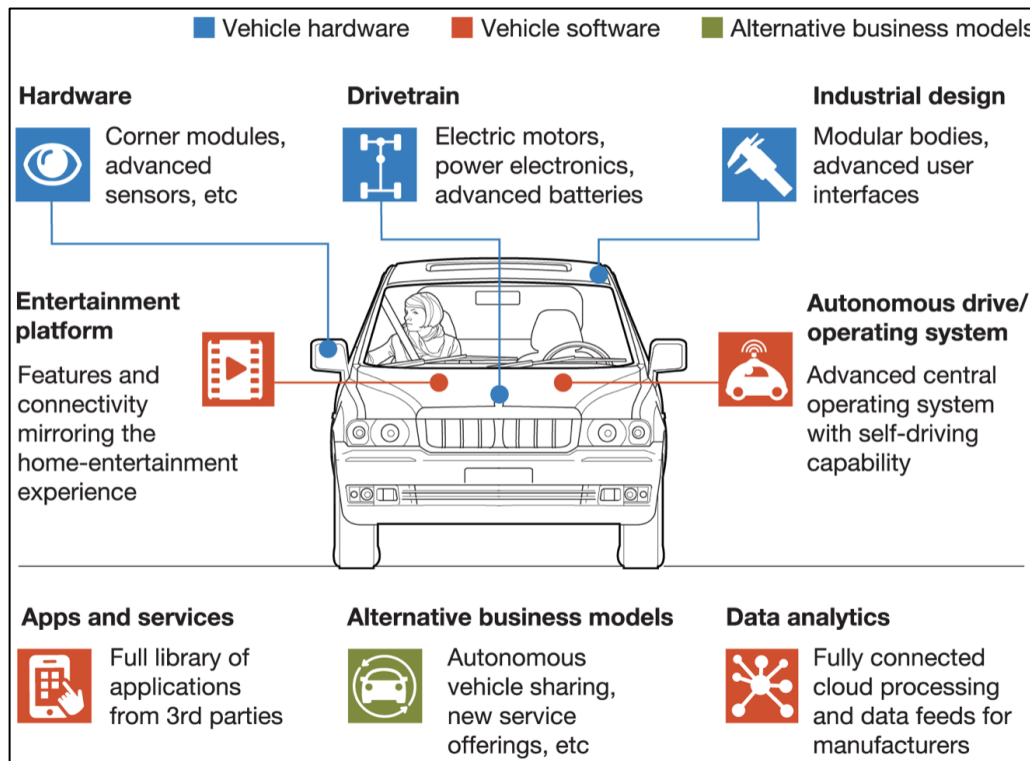 Vehicle hardware
Vehicle software
Alternative business models
Hardware
Corner modules,
advanced
sensors, etc
Drivetrain
Electric motors,
power electronics,
advanced batteries
Industrial design
Modular bodies,
advanced user
interfaces
Entertainment
platform
Features and
connectivity
mirroring the
home-entertainment
experience
Autonomous drive/
operating system
Advanced central
operating system
with self-driving
capability
Apps and services
Full library of
applications
from 3rd parties
Alternative business models
Autonomous
vehicle sharing,
new service
offerings, etc
Data analytics
Fully connected
cloud processing
and data feeds for
manufacturers